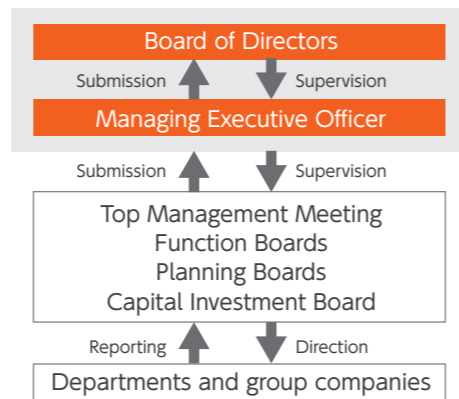 Board of Directors
Submission Supervision
Managing Executive Officer
Submission Supervision
Top Management Meeting
Function Boards
Planning Boards
Capital Investment Board
Reporting Direction
Departments and group companies